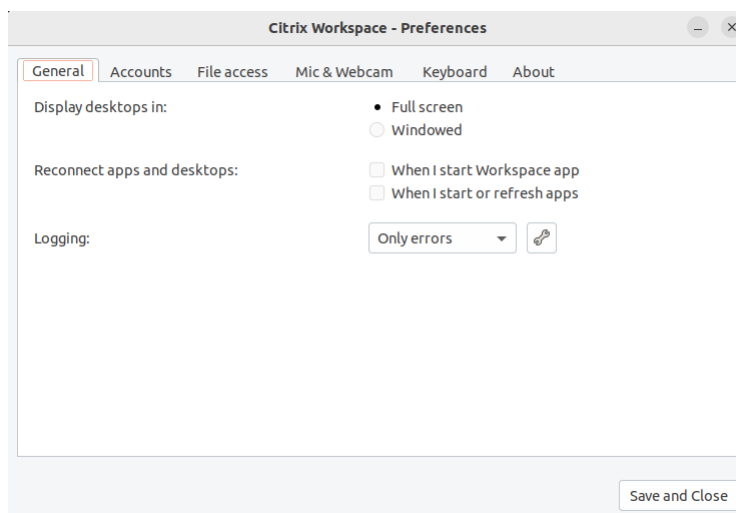 Citrix Workspace - Preferences
General Accounts File access Mic & Webcam Keyboard About
Display desktops in: Full screen
Windowed
Reconnect apps and desktops: When I start Workspace app
When I start or refresh apps
Logging: Only errors
Save and Close